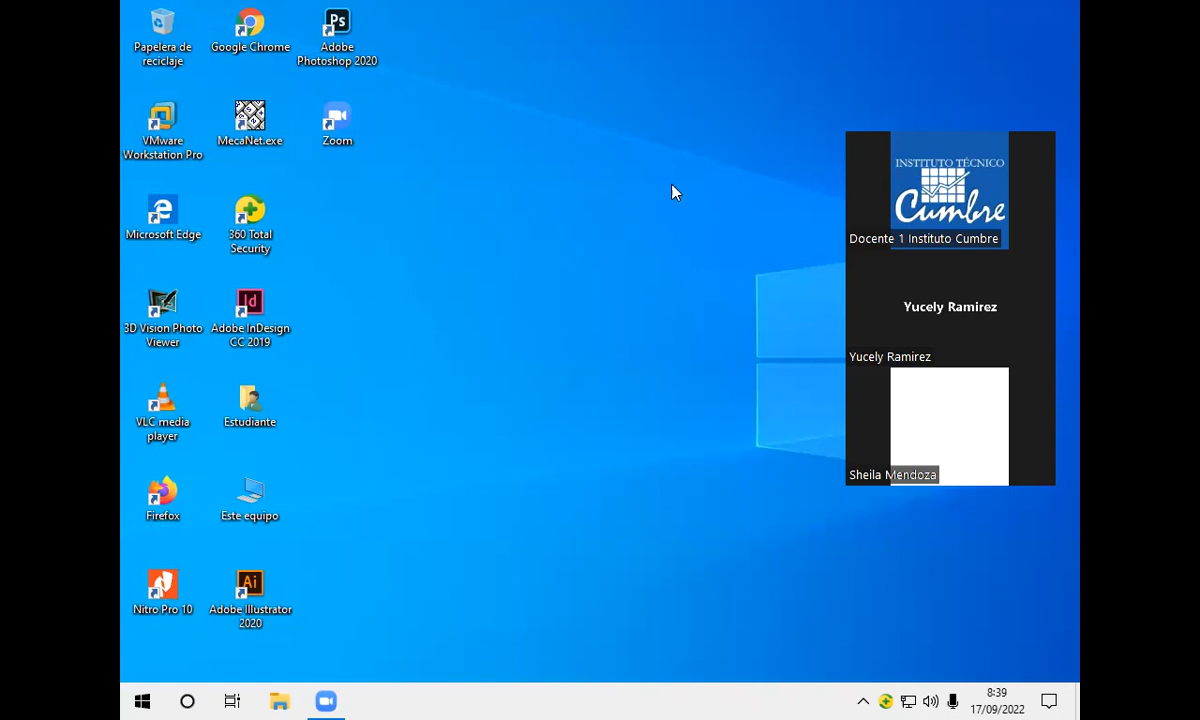 Papelera de
reciclaje
Google Chrome
Ps
Adobe
Photoshop 2020
VMware
Workstation Pro
MecaNet.exe
Zoom
Microsoft Edge
360 Total
Security
3D Vision Photo
Viewer
Id
Adobe InDesign
CC 2019
VLC media
player
Estudiante
Firefox
Este equipo
Nitro Pro 10
Ai
Adobe Illustrator
2020
INSTITUTO TÉCNICO
Cumbre
Docente 1 Instituto Cumbre
Yucely Ramirez
Yucely Ramirez
Sheila Mendoza
8:39
17/09/2022